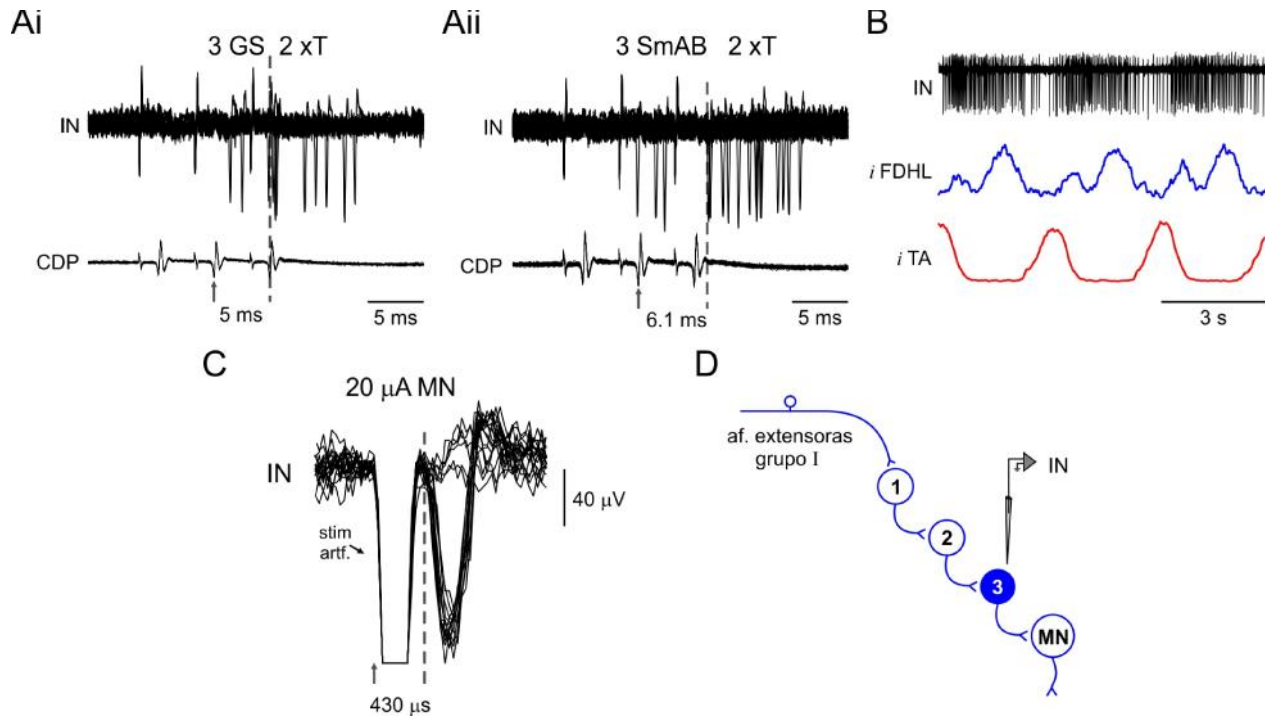 Ai
3 GS 2 xT
IN
CDP
5 ms
5 ms
Aii
3 SmAB 2 xT
IN
CDP
6.1 ms
5 ms
B
IN
i FDHL
i TA
3 s
C
20 µA MN
IN
40 µV
stim
artf.
430 µs
D
af. extensoras
grupo I
IN
1
2
3
MN